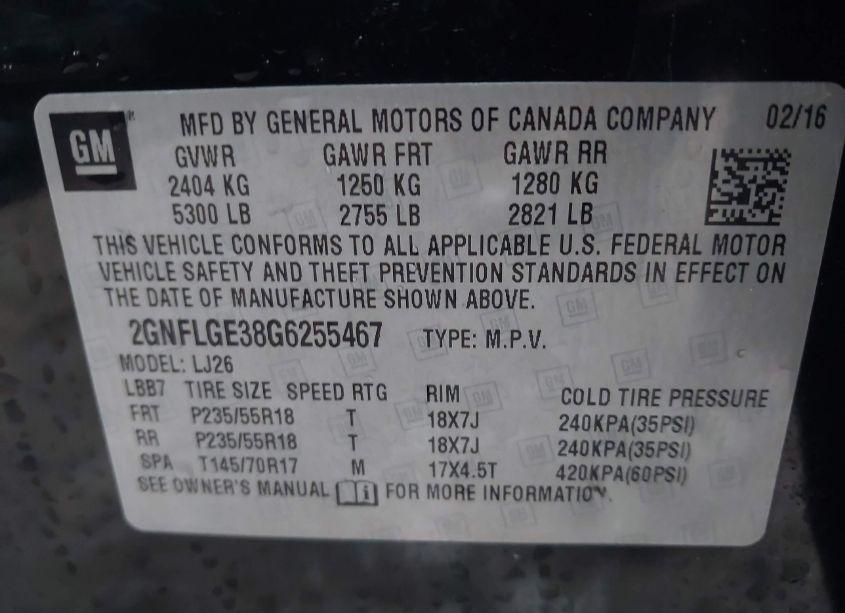 GM MFD BY GENERAL MOTORS OF CANADA COMPANY 02/16
GVWR GAWR FRT GAWR RR
2404 KG 1250 KG 1280 KG
5300 LB 2755 LB 2821 LB
THIS VEHICLE CONFORMS TO ALL APPLICABLE U.S. FEDERAL MOTOR
VEHICLE SAFETY AND THEFT PREVENTION STANDARDS IN EFFECT ON
THE DATE OF MANUFACTURE SHOWN ABOVE.
2GNFLGE38G6255467 TYPE: M.P.V.
MODEL: LJ26
LBB7 TIRE SIZE SPEED RTG RIM COLD TIRE PRESSURE
FRT P235/55R18 T 18X7J 240KPA(35PSI)
RR P235/55R18 T 18X7J 240KPA(35PSI)
SPA T145/70R17 M 17X4.5T 420KPA(60PSI)
SEE OWNER'S MANUAL FOR MORE INFORMATION.